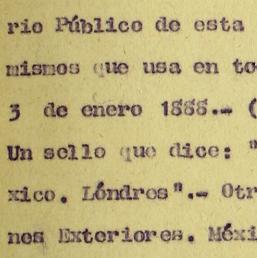 rio Público de esta
mismos que usa en to
3 de enero 1888.- (
Un sello que dice: "
xico. Lóndres".- Otr
nes Exteriores. Méxi